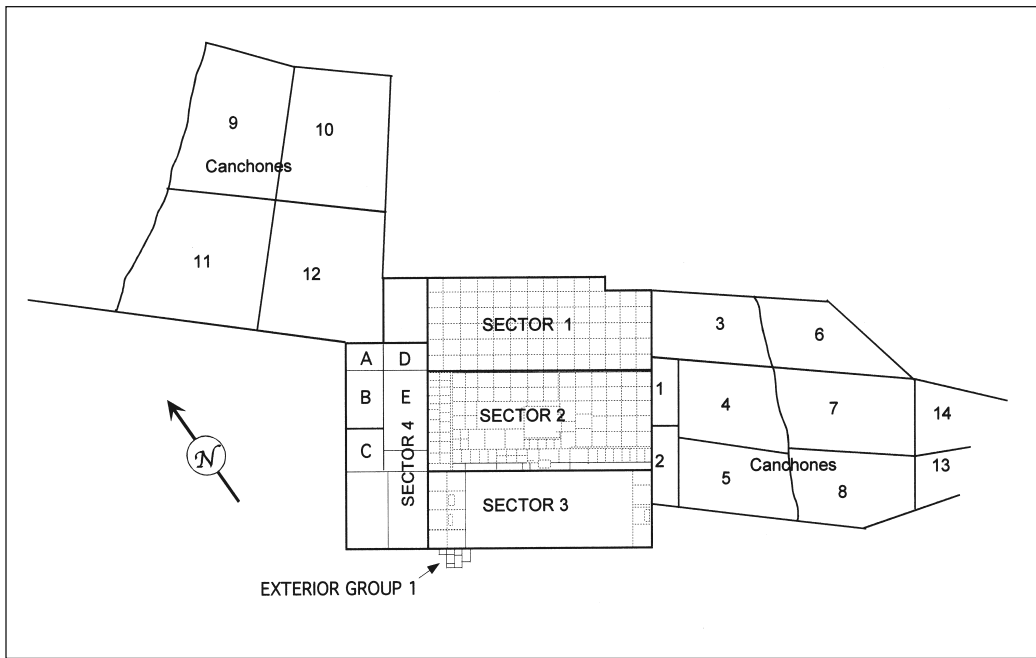 9
10
Canchones
11
12
SECTOR 1
3
6
A
D
B
E
SECTOR 2
1
4
7
14
C
SECTOR 4
2
Canchones
13
5
8
SECTOR 3
N
EXTERIOR GROUP 1